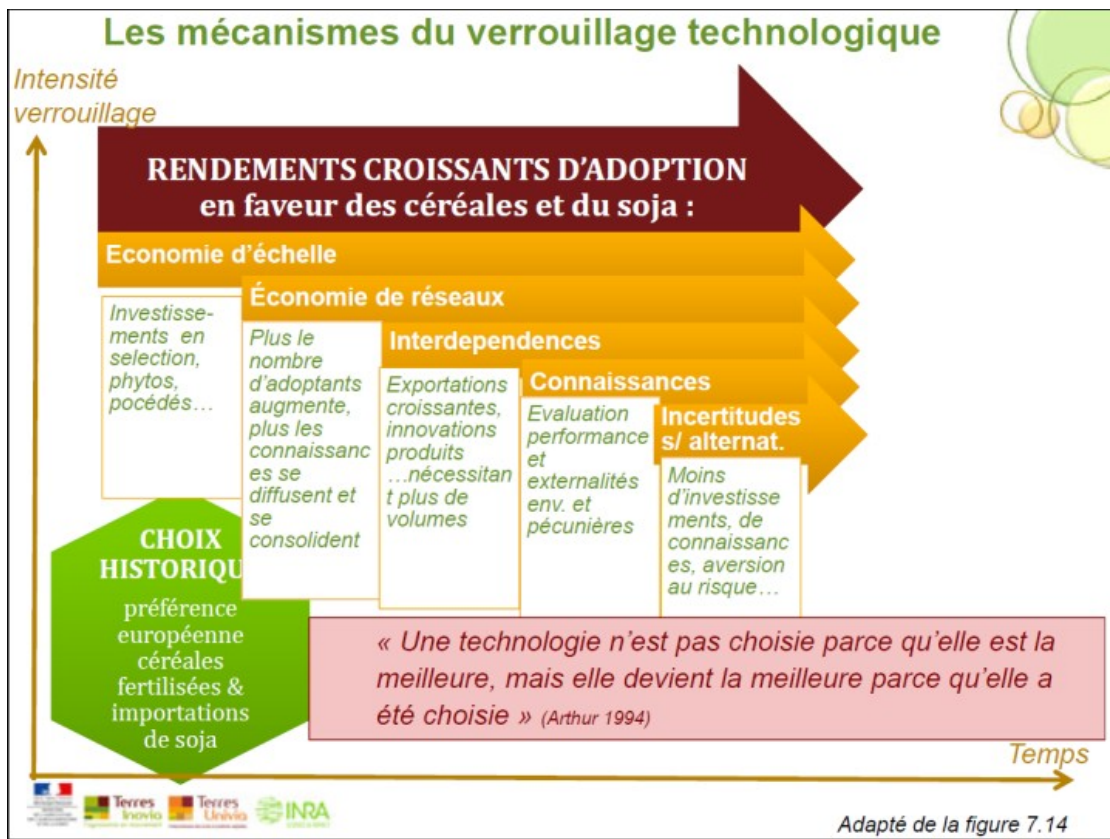 Les mécanismes du verrouillage technologique
Intensité
verrouillage
RENDEMENTS CROISSANTS D'ADOPTION
en faveur des céréales et du soja :
Economie d'échelle
Investisse-
ments en
selection,
phytos,
pocédés…
Économie de réseaux
Plus le
nombre
d'adoptants
augmente,
plus les
connaissanc
es se
diffusent et
se
consolident
Interdependences
Exportations
croissantes,
innovations
produits
…nécessitan
t plus de
volumes
Connaissances
Evaluation
performance
et
externalités
env. et
pécunières
Incertitudes
s/ alternat.
Moins
d'investisse
ments, de
connaissanc
es, aversion
au risque…
CHOIX
HISTORIQU
préférence
européenne
céréales
fertilisées &
importations
de soja
« Une technologie n'est pas choisie parce qu'elle est la
meilleure, mais elle devient la meilleure parce qu'elle a
été choisie » (Arthur 1994)
Temps
Terres
Inovia
Terres
Univia
INRA
Adapté de la figure 7.14